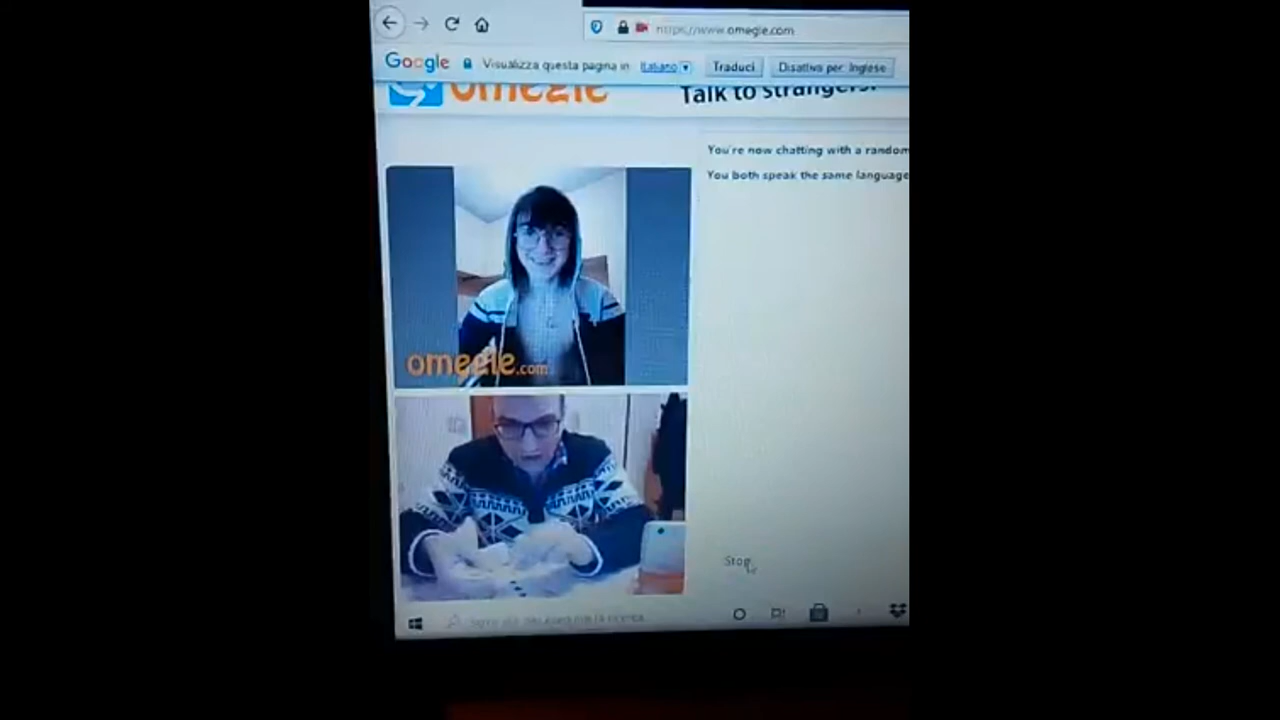 https://www.omegle.com
Google Visualizza questa pagina in: Italiano Traduci Disattiva per: Inglese
omegle Talk to strangers!
You're now chatting with a random
You both speak the same language
omegle.com
Stop